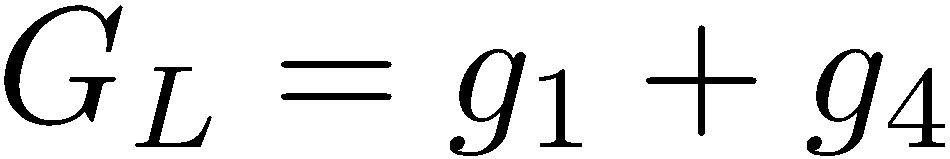 G_L = g_1 + g_4